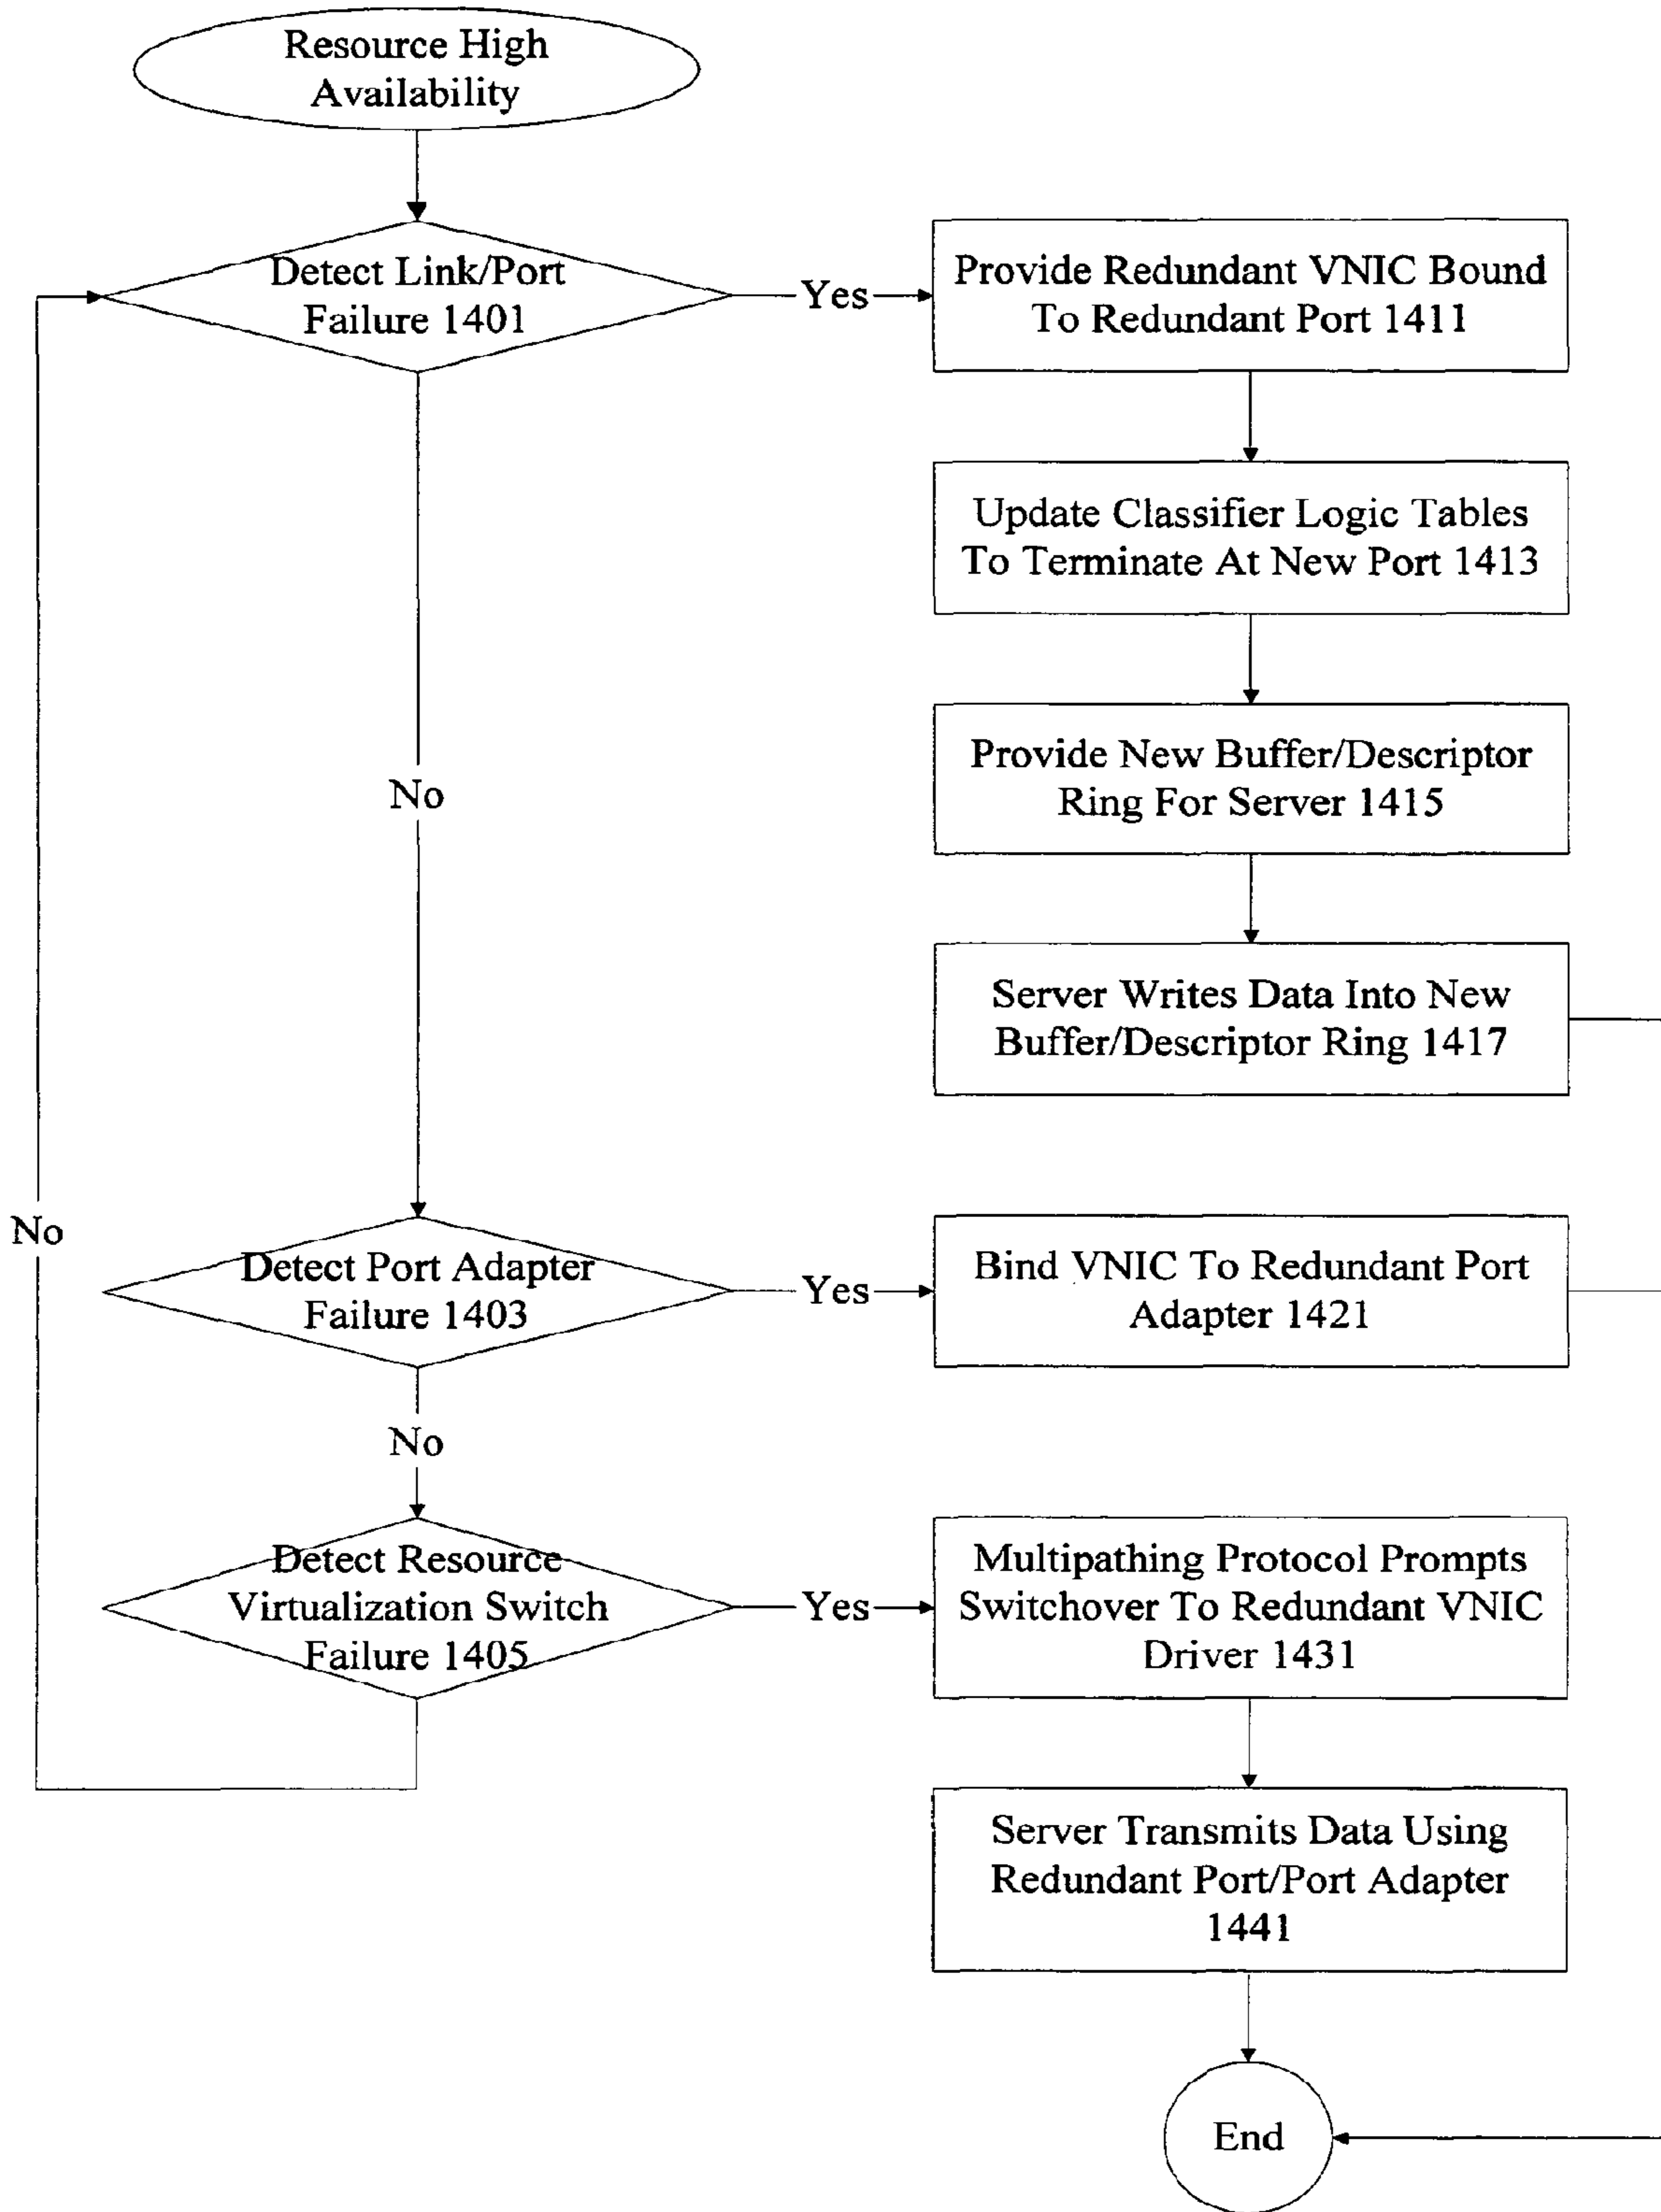 Resource High
Availability
Detect Link/Port
Failure 1401
Yes
Provide Redundant VNIC Bound
To Redundant Port 1411
Update Classifier Logic Tables
To Terminate At New Port 1413
Provide New Buffer/Descriptor
Ring For Server 1415
No
Server Writes Data Into New
Buffer/Descriptor Ring 1417
No
Detect Port Adapter
Failure 1403
Yes
Bind VNIC To Redundant Port
Adapter 1421
No
Detect Resource
Virtualization Switch
Failure 1405
Yes
Multipathing Protocol Prompts
Switchover To Redundant VNIC
Driver 1431
Server Transmits Data Using
Redundant Port/Port Adapter
1441
End